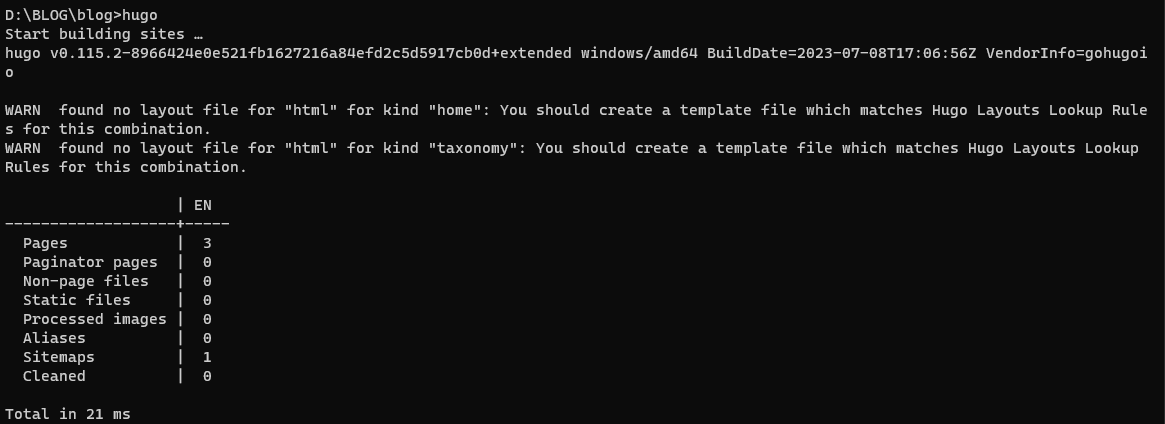 D:\BLOG\blog>hugo
Start building sites …
hugo v0.115.2-8966424e0e521fb1627216a84efd2c5d5917cb0d+extended windows/amd64 BuildDate=2023-07-08T17:06:56Z VendorInfo=gohugoi
o
WARN  found no layout file for "html" for kind "home": You should create a template file which matches Hugo Layouts Lookup Rule
s for this combination.
WARN  found no layout file for "html" for kind "taxonomy": You should create a template file which matches Hugo Layouts Lookup
Rules for this combination.
                   | EN
-------------------+-----
  Pages            |  3
  Paginator pages  |  0
  Non-page files   |  0
  Static files     |  0
  Processed images |  0
  Aliases          |  0
  Sitemaps         |  1
  Cleaned          |  0
Total in 21 ms